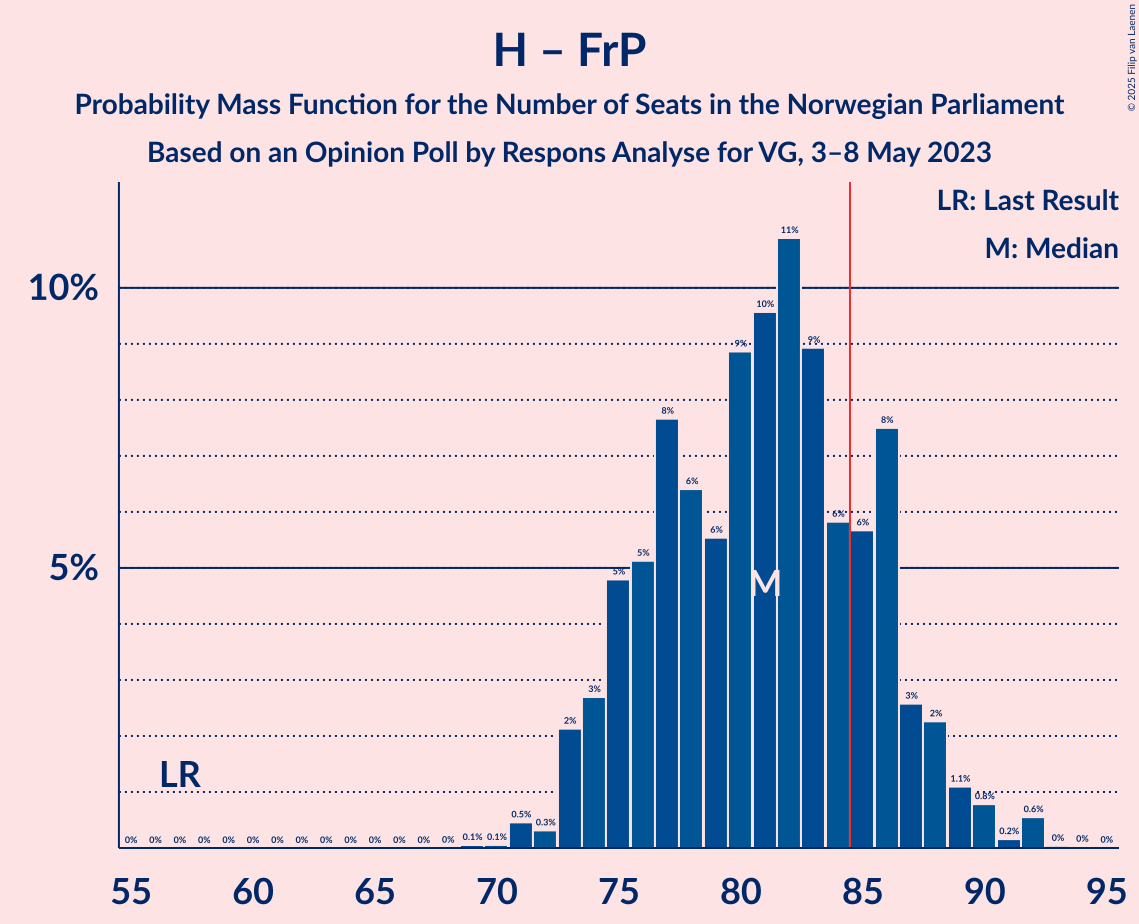 H – FrP
Probability Mass Function for the Number of Seats in the Norwegian Parliament
Based on an Opinion Poll by Respons Analyse for VG, 3–8 May 2023
© 2025 Filip van Laenen
LR: Last Result
M: Median
10%
5%
LR
M
0% 0% 0% 0% 0% 0% 0% 0% 0% 0% 0% 0% 0% 0% 0.1% 0.1% 0.5% 0.3% 2% 3% 5% 5% 8% 6% 6% 9% 10% 11% 9% 6% 6% 8% 3% 2% 1.1% 0.8% 0.2% 0.6% 0% 0% 0%
55 60 65 70 75 80 85 90 95